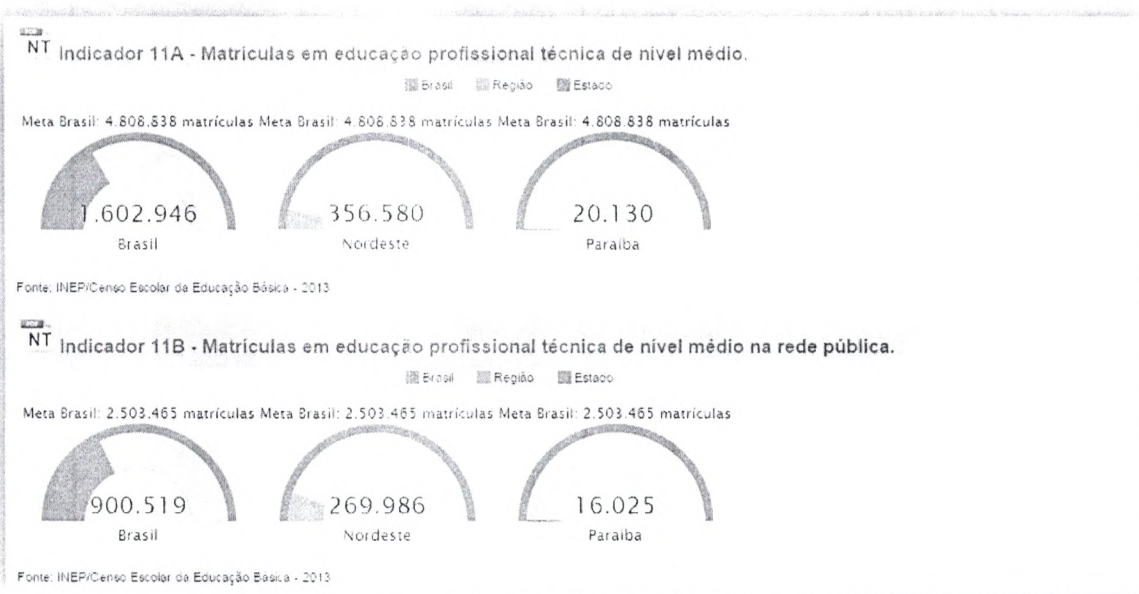 NT Indicador 11A - Matrículas em educação profissional técnica de nível médio.
Brasil Região Estado
Meta Brasil: 4.808.838 matrículas Meta Brasil: 4.808.838 matrículas Meta Brasil: 4.808.838 matrículas
1.602.946 356.580 20.130
Brasil Nordeste Paraíba
Fonte: INEP/Censo Escolar da Educação Básica - 2013
NT Indicador 11B - Matrículas em educação profissional técnica de nível médio na rede pública.
Brasil Região Estado
Meta Brasil: 2.503.465 matrículas Meta Brasil: 2.503.465 matrículas Meta Brasil: 2.503.465 matrículas
900.519 269.986 16.025
Brasil Nordeste Paraíba
Fonte: INEP/Censo Escolar da Educação Básica - 2013